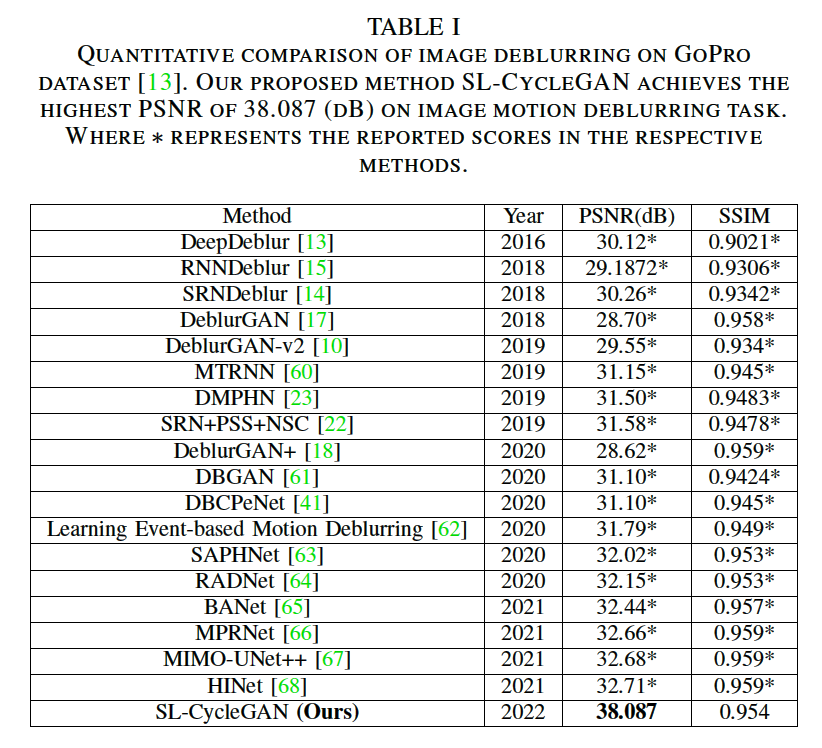 TABLE I
QUANTITATIVE COMPARISON OF IMAGE DEBLURRING ON GOPRO
DATASET [13]. OUR PROPOSED METHOD SL-CYCLEGAN ACHIEVES THE
HIGHEST PSNR OF 38.087 (DB) ON IMAGE MOTION DEBLURRING TASK.
WHERE * REPRESENTS THE REPORTED SCORES IN THE RESPECTIVE
METHODS.
Method Year PSNR(dB) SSIM
DeepDeblur [13] 2016 30.12* 0.9021*
RNNDeblur [15] 2018 29.1872* 0.9306*
SRNDeblur [14] 2018 30.26* 0.9342*
DeblurGAN [17] 2018 28.70* 0.958*
DeblurGAN-v2 [10] 2019 29.55* 0.934*
MTRNN [60] 2019 31.15* 0.945*
DMPHN [23] 2019 31.50* 0.9483*
SRN+PSS+NSC [22] 2019 31.58* 0.9478*
DeblurGAN+ [18] 2020 28.62* 0.959*
DBGAN [61] 2020 31.10* 0.9424*
DBCPeNet [41] 2020 31.10* 0.945*
Learning Event-based Motion Deblurring [62] 2020 31.79* 0.949*
SAPHNet [63] 2020 32.02* 0.953*
RADNet [64] 2020 32.15* 0.953*
BANet [65] 2021 32.44* 0.957*
MPRNet [66] 2021 32.66* 0.959*
MIMO-UNet++ [67] 2021 32.68* 0.959*
HINet [68] 2021 32.71* 0.959*
SL-CycleGAN (Ours) 2022 38.087 0.954